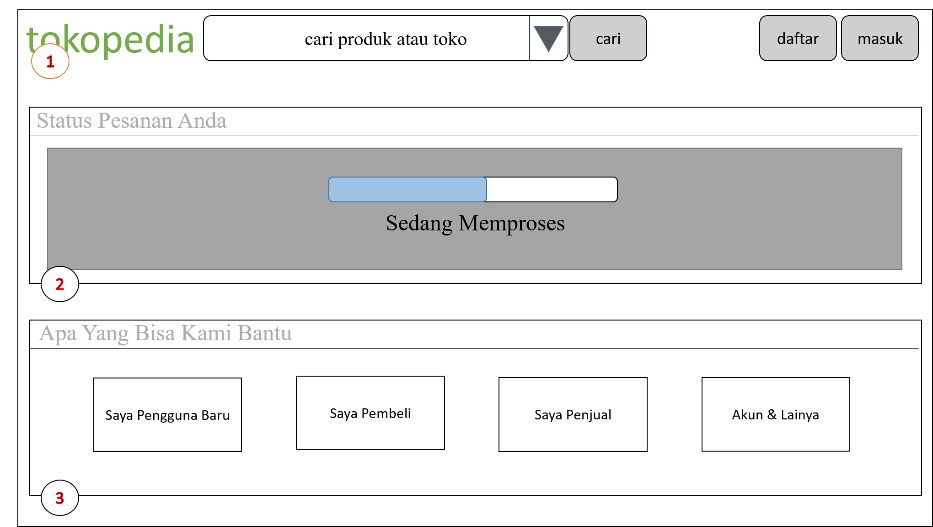 tokopedia
cari produk atau toko
cari
daftar
masuk
1
Status Pesanan Anda
Sedang Memproses
2
Apa Yang Bisa Kami Bantu
Saya Pengguna Baru
Saya Pembeli
Saya Penjual
Akun & Lainya
3